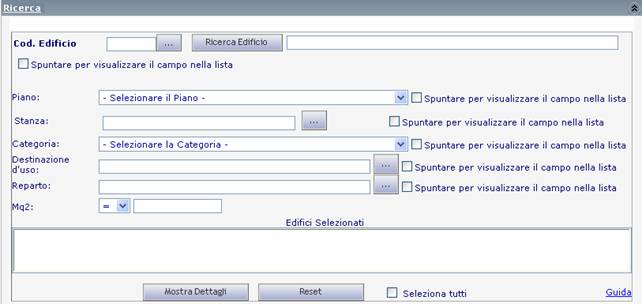 Ricerca
Cod. Edificio ... Ricerca Edificio
Spuntare per visualizzare il campo nella lista
Piano: - Selezionare il Piano - Spuntare per visualizzare il campo nella lista
Stanza: ... Spuntare per visualizzare il campo nella lista
Categoria: - Selezionare la Categoria - Spuntare per visualizzare il campo nella lista
Destinazione
d'uso: ... Spuntare per visualizzare il campo nella lista
Reparto: ... Spuntare per visualizzare il campo nella lista
Mq2: =
Edifici Selezionati
Mostra Dettagli Reset Seleziona tutti Guida